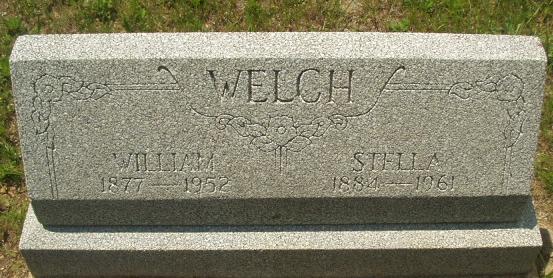 WELCH
WILLIAM STELLA
1877 — 1952 1884 — 1961